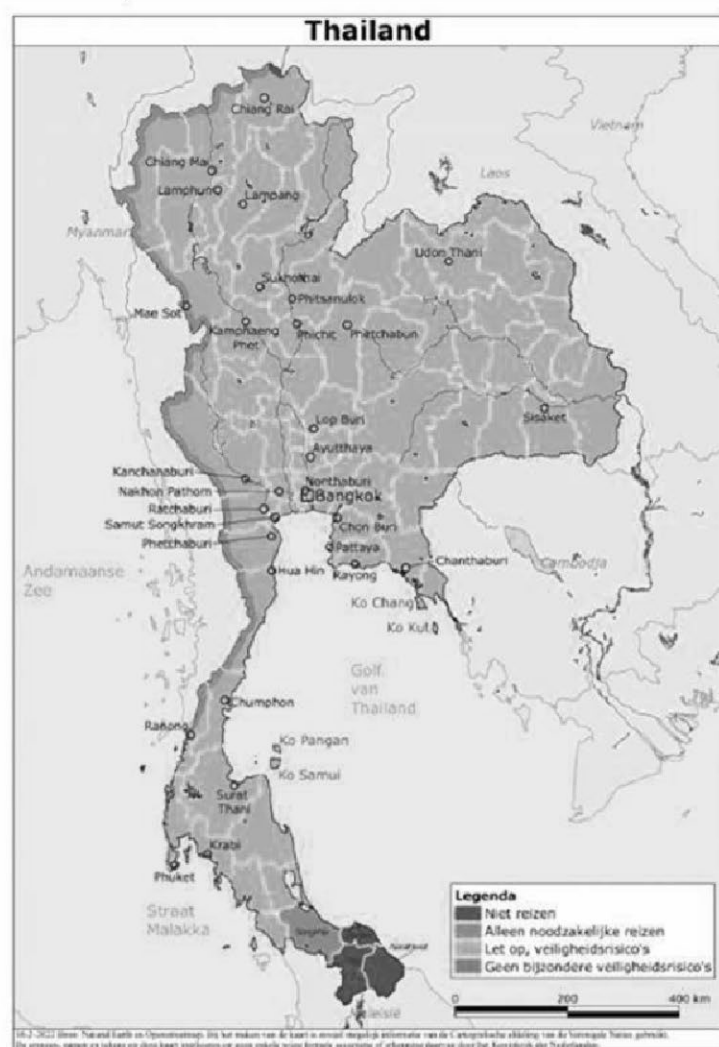 Thailand
Chiang Rai
Vietnam
Chiang Mai
Laos
Lamphun
Lampang
Myanmar
Udon Thani
Sukhothai
Phitsanulok
Mae Sot
Kamphaeng
Phet
Phichit
Phetchabun
Sisaket
Lop Buri
Ayutthaya
Kanchanaburi
Nonthaburi
Nakhon Pathom
Bangkok
Ratchaburi
Samut Songkhram
Chon Buri
Phetchaburi
Pattaya
Chanthaburi
Cambodja
Andamaanse
Zee
Hua Hin
Rayong
Ko Chang
Ko Kut
Golf
van
Thailand
Chumphon
Ranong
Ko Pangan
Ko Samui
Surat
Thani
Krabi
Phuket
Straat
Malakka
Legenda
Niet reizen
Alleen noodzakelijke reizen
Let op, veiligheidsrisico's
Geen bijzondere veiligheidsrisico's
0 200 400 km
Maleisië